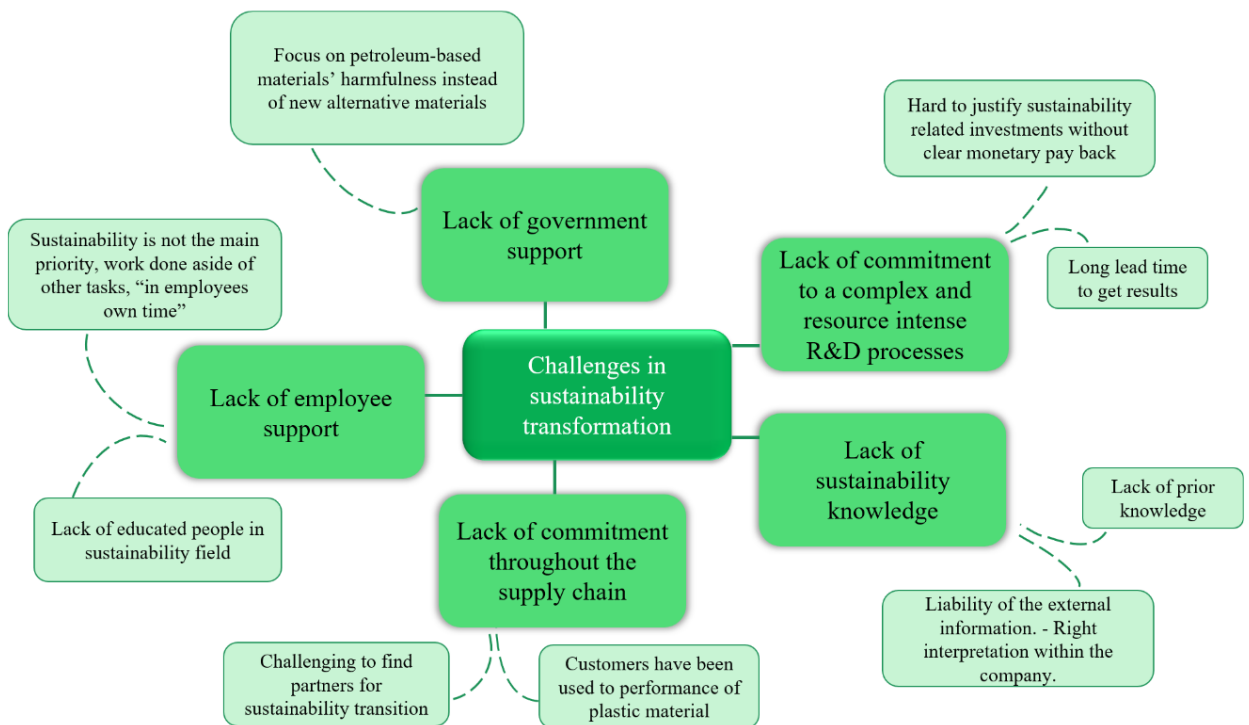 Focus on petroleum-based
materials’ harmfulness instead
of new alternative materials
Hard to justify sustainability
related investments without
clear monetary pay back
Lack of government
support
Sustainability is not the main
priority, work done aside of
other tasks, “in employees
own time”
Lack of commitment
to a complex and
resource intense
R&D processes
Long lead time
to get results
Challenges in
sustainability
transformation
Lack of employee
support
Lack of
sustainability
knowledge
Lack of prior
knowledge
Lack of educated people in
sustainability field
Lack of commitment
throughout the
supply chain
Liability of the external
information. - Right
interpretation within the
company.
Challenging to find
partners for
sustainability transition
Customers have been
used to performance of
plastic material